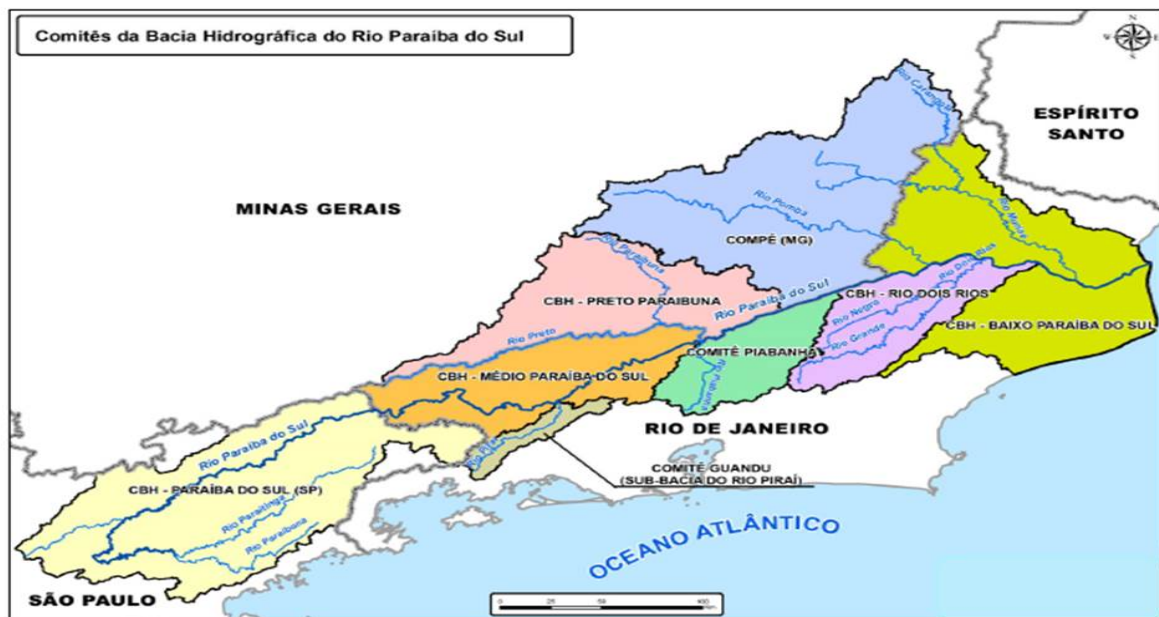 Comitês da Bacia Hidrográfica do Rio Paraíba do Sul
N
ESPÍRITO
SANTO
Rio Carangola
MINAS GERAIS
Rio Pomba
Rio Muriaé
COMPÉ (MG)
Rio Paraibuna
Rio Dois Rios
CBH - PRETO PARAIBUNA
Rio Paraíba do Sul
CBH - RIO DOIS RIOS
Rio Negro
CBH - BAIXO PARAÍBA DO SUL
Rio Preto
Rio Grande
COMITÊ PIABANHA
CBH - MÉDIO PARAÍBA DO SUL
RIO DE JANEIRO
Rio Paraíba do Sul
COMITÊ GUANDU
(SUB-BACIA DO RIO PIRAÍ)
CBH - PARAÍBA DO SUL (SP)
Rio Paraitinga
Rio Paraibuna
OCEANO ATLÂNTICO
SÃO PAULO
0